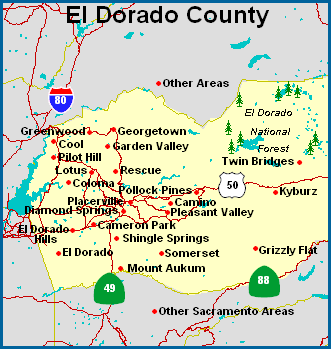 El Dorado County
Other Areas
80
El Dorado
National
Forest
Greenwood
Georgetown
Cool
Garden Valley
Pilot Hill
Twin Bridges
Lotus
Rescue
Coloma
Pollock Pines
50
Kyburz
Placerville
Camino
Diamond Springs
Pleasant Valley
Cameron Park
El Dorado
Hills
Shingle Springs
El Dorado
Somerset
Grizzly Flat
Mount Aukum
49
88
Other Sacramento Areas